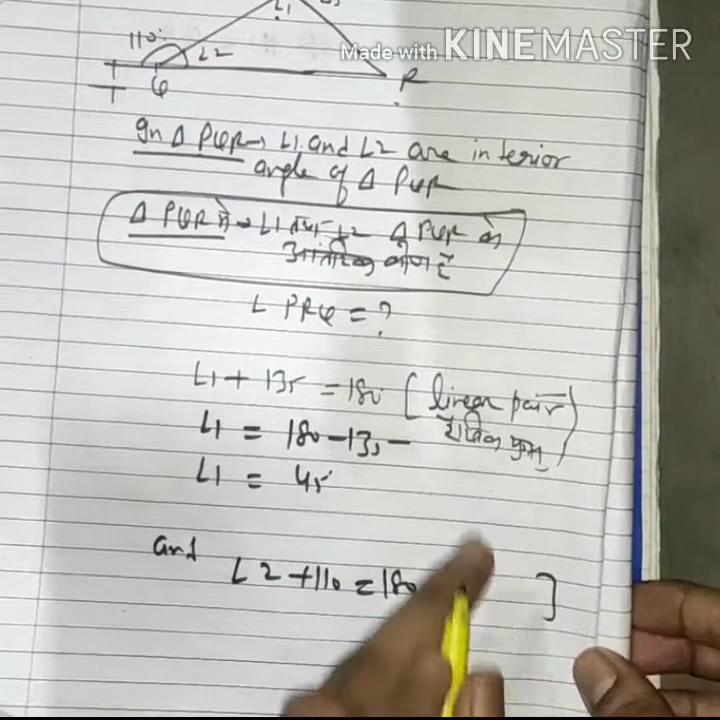 ∠1
110°
∠2
Made with KINEMASTER
Q
R
In Δ PQR → ∠1 and ∠2 are interior
angle of Δ PQR
Δ PQR में → ∠1 तथा ∠2 Δ PQR के
आंतरिक कोण हैं
∠ PRQ = ?
∠1 + 135 = 180 [ linear pair
∠1 = 180 - 135 - रैखिक युग्म ]
∠1 = 45
and
∠2 + 110 = 180 ]